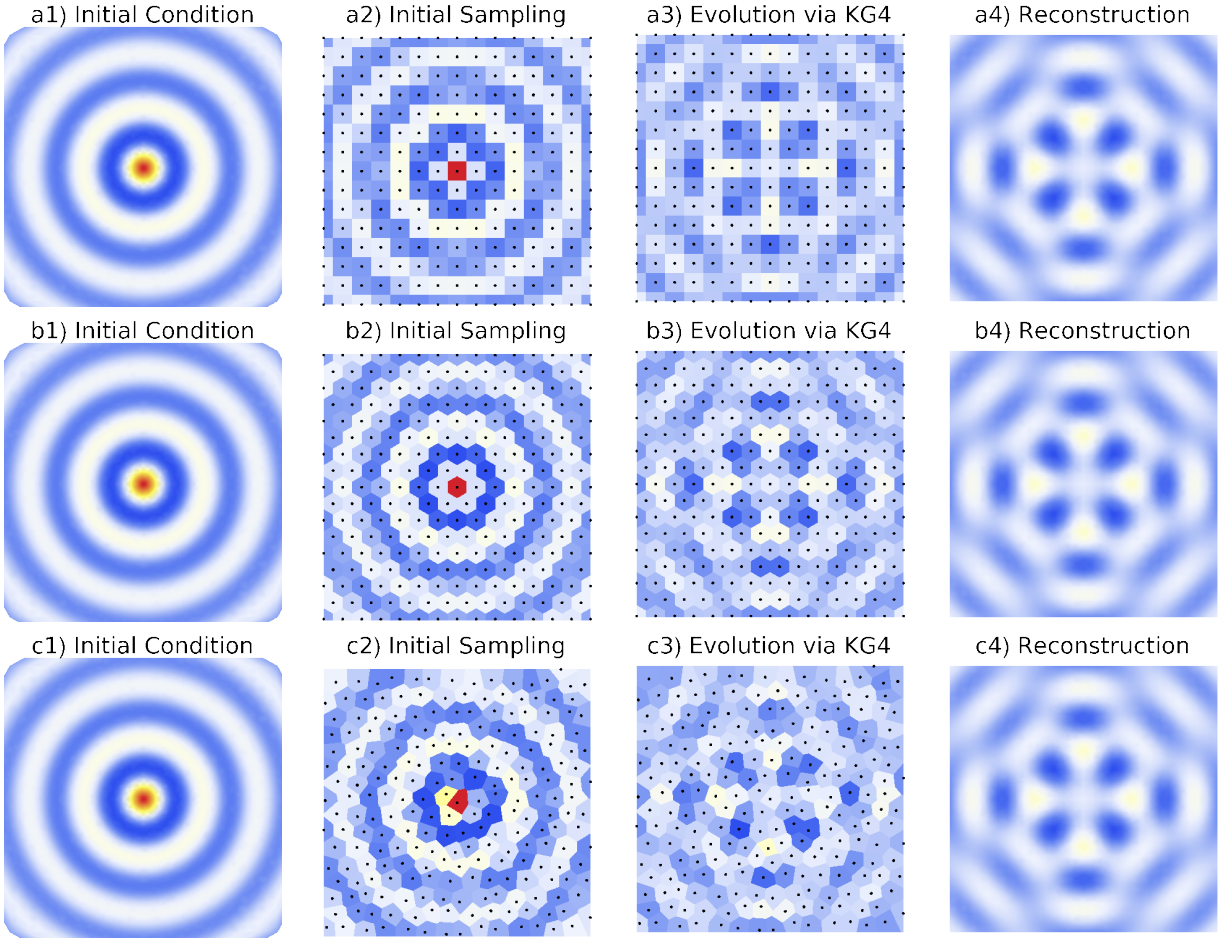 a1) Initial Condition
a2) Initial Sampling
a3) Evolution via KG4
a4) Reconstruction
b1) Initial Condition
b2) Initial Sampling
b3) Evolution via KG4
b4) Reconstruction
c1) Initial Condition
c2) Initial Sampling
c3) Evolution via KG4
c4) Reconstruction